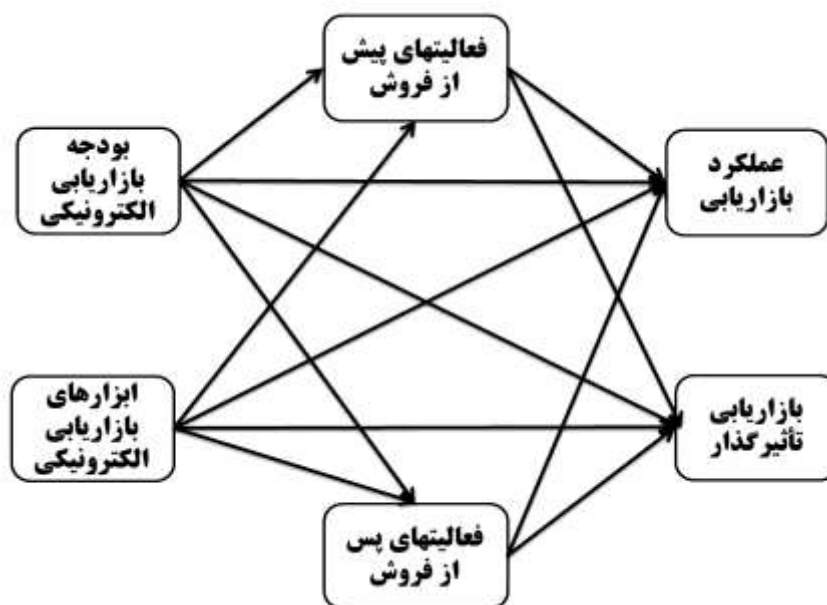 فعالیتهای پیش
از فروش
بودجه
بازاریابی
الکترونیکی
عملکرد
بازاریابی
ابزارهای
بازاریابی
الکترونیکی
بازاریابی
تأثیرگذار
فعالیتهای پس
از فروش